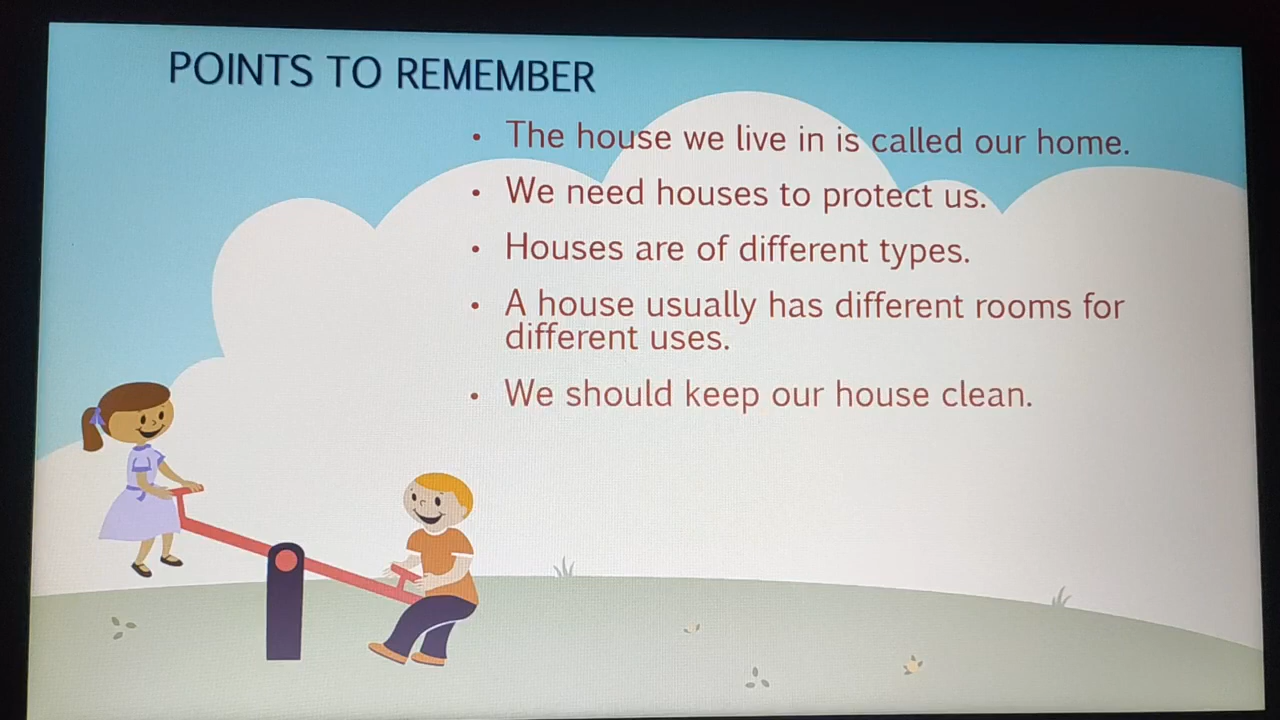 POINTS TO REMEMBER
• The house we live in is called our home.
• We need houses to protect us.
• Houses are of different types.
• A house usually has different rooms for
different uses.
• We should keep our house clean.